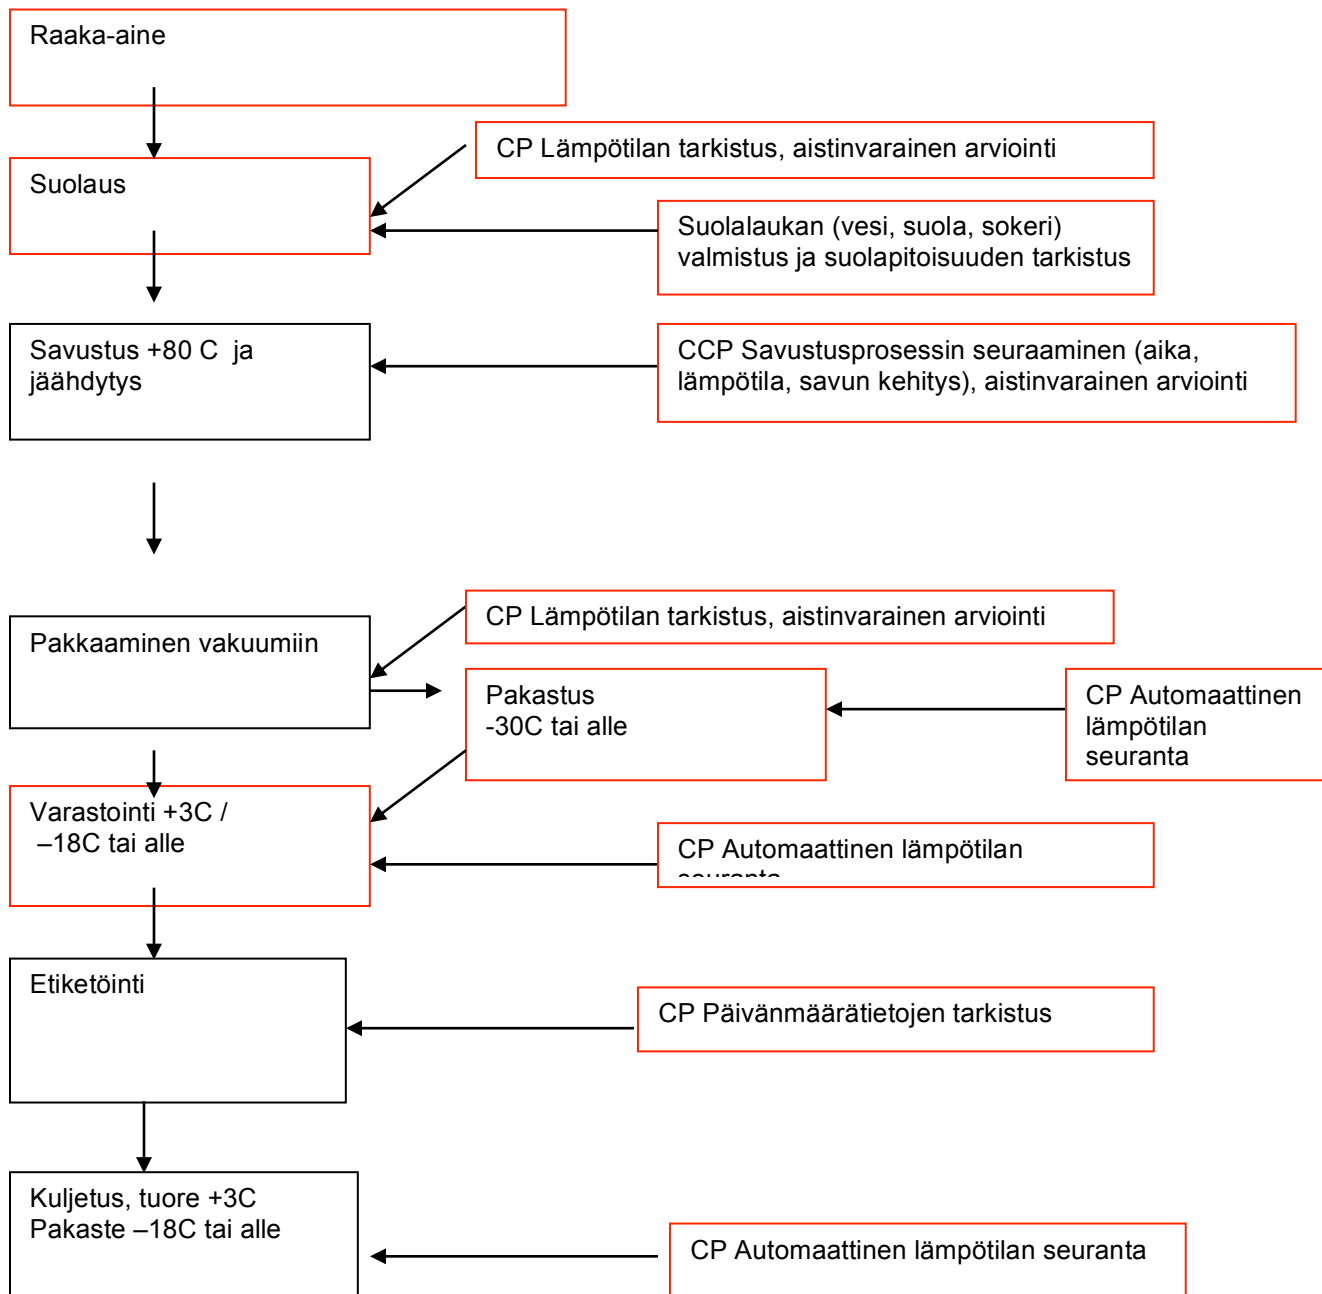 Raaka-aine
CP Lämpötilan tarkistus, aistinvarainen arviointi
Suolaus
Suolalaukan (vesi, suola, sokeri)
valmistus ja suolapitoisuuden tarkistus
Savustus +80 C ja
jäähdytys
CCP Savustusprosessin seuraaminen (aika,
lämpötila, savun kehitys), aistinvarainen arviointi
CP Lämpötilan tarkistus, aistinvarainen arviointi
Pakkaaminen vakuumiin
Pakastus
-30C tai alle
CP Automaattinen
lämpötilan
seuranta
Varastointi +3C /
–18C tai alle
CP Automaattinen lämpötilan
seuranta
Etiketöinti
CP Päivänmäärätietojen tarkistus
Kuljetus, tuore +3C
Pakaste –18C tai alle
CP Automaattinen lämpötilan seuranta